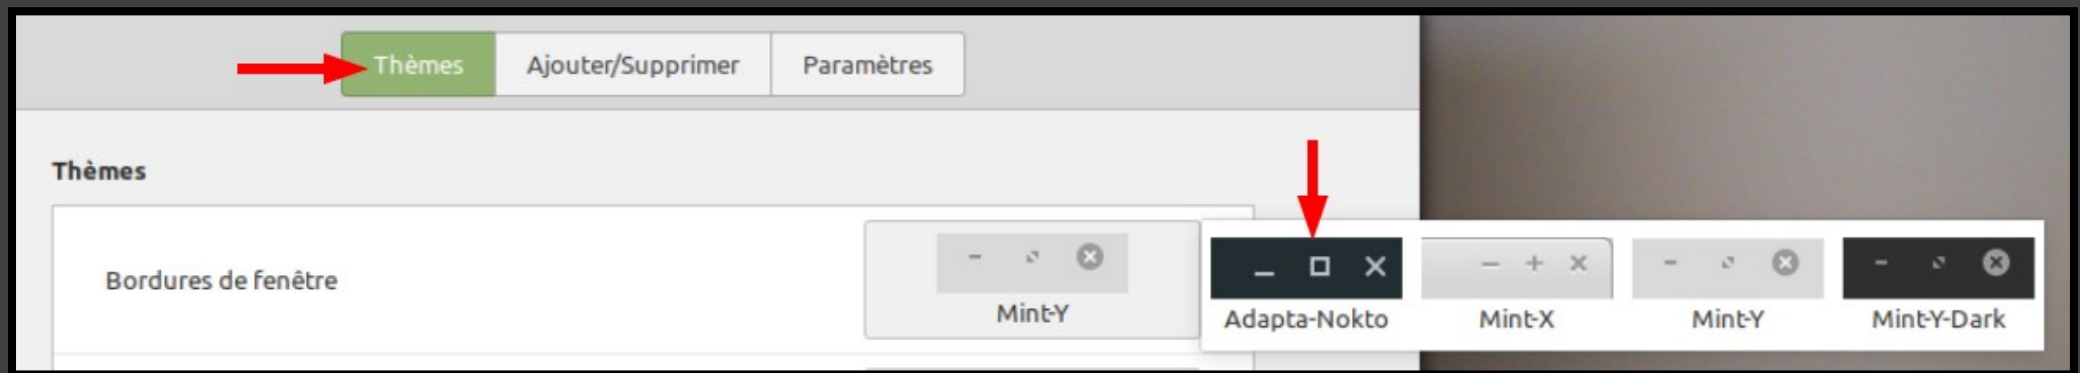 Thèmes Ajouter/Supprimer Paramètres
Thèmes
Bordures de fenêtre
Mint-Y
Adapta-Nokto Mint-X Mint-Y Mint-Y-Dark